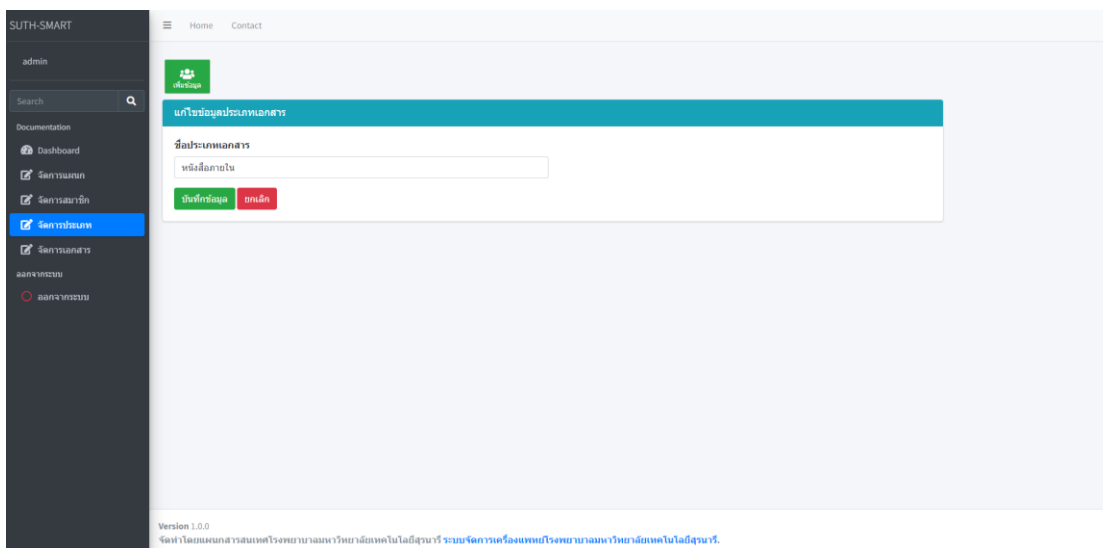 SUTH-SMART
Home Contact
admin
Search
Documentation
Dashboard
จัดการแผนก
จัดการสมาชิก
จัดการประเภท
จัดการเอกสาร
ออกจากระบบ
ออกจากระบบ
เพิ่มข้อมูล
แก้ไขข้อมูลประเภทเอกสาร
ชื่อประเภทเอกสาร
หนังสือภายใน
บันทึกข้อมูล ยกเลิก
Version 1.0.0
จัดทำโดยแผนกสารสนเทศโรงพยาบาลมหาวิทยาลัยเทคโนโลยีสุรนารี ระบบจัดการเครื่องแพทย์โรงพยาบาลมหาวิทยาลัยเทคโนโลยีสุรนารี.